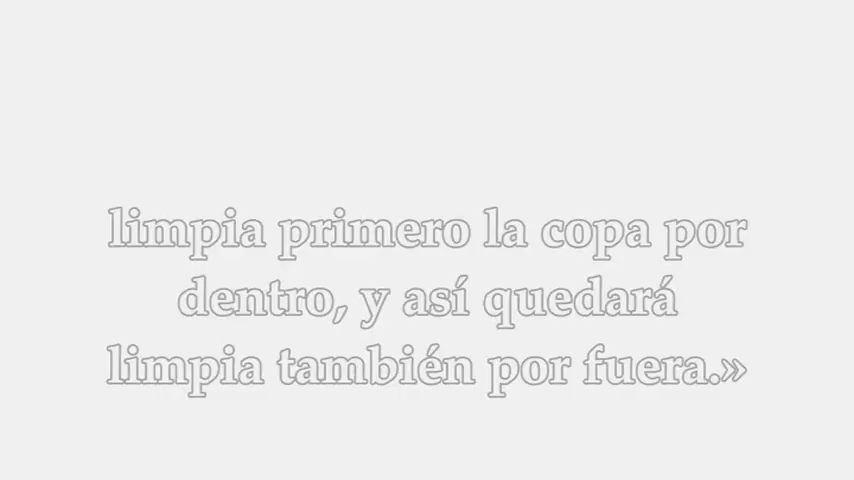 limpia primero la copa por
dentro, y así quedará
limpia también por fuera.»